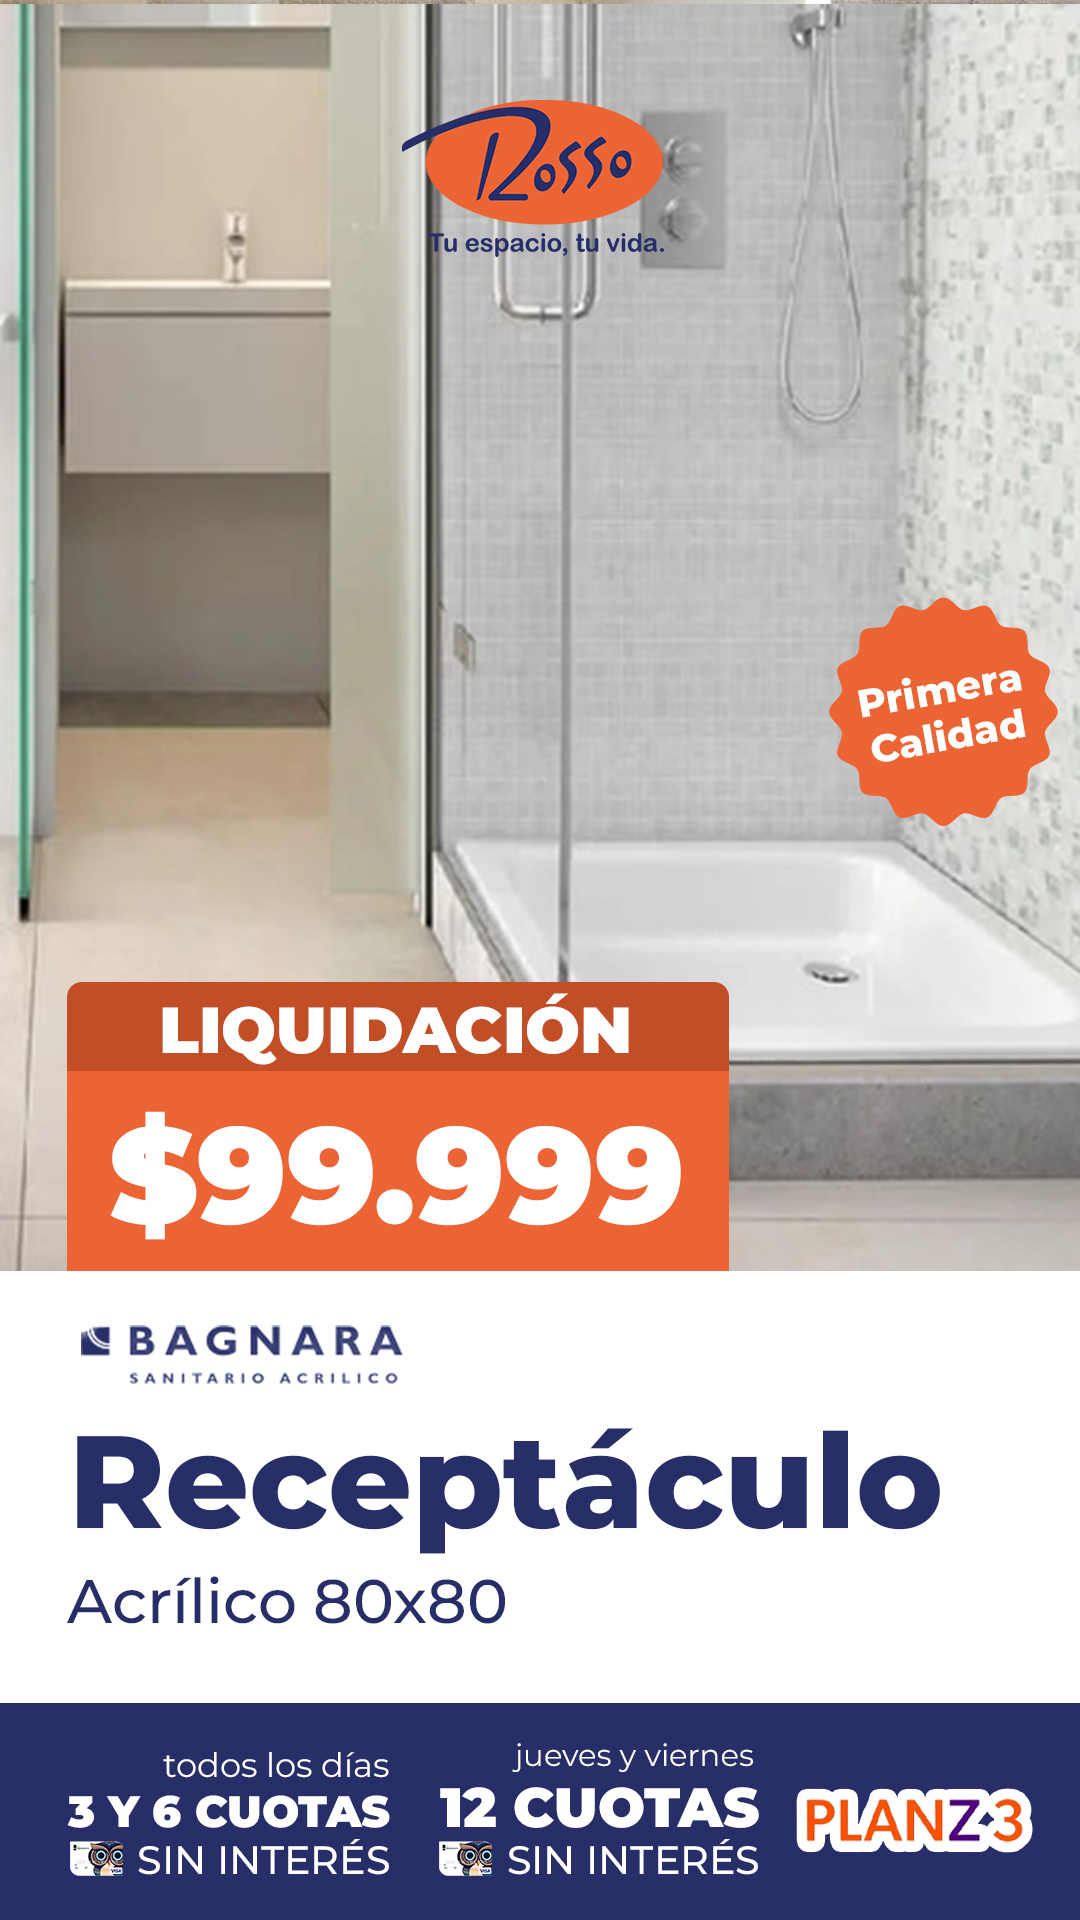 Rosso
Tu espacio, tu vida.
Primera
Calidad
LIQUIDACIÓN
$99.999
BAGNARA
SANITARIO ACRILICO
Receptáculo
Acrílico 80x80
todos los días
3 Y 6 CUOTAS
SIN INTERÉS
jueves y viernes
12 CUOTAS
SIN INTERÉS
PLANZ3